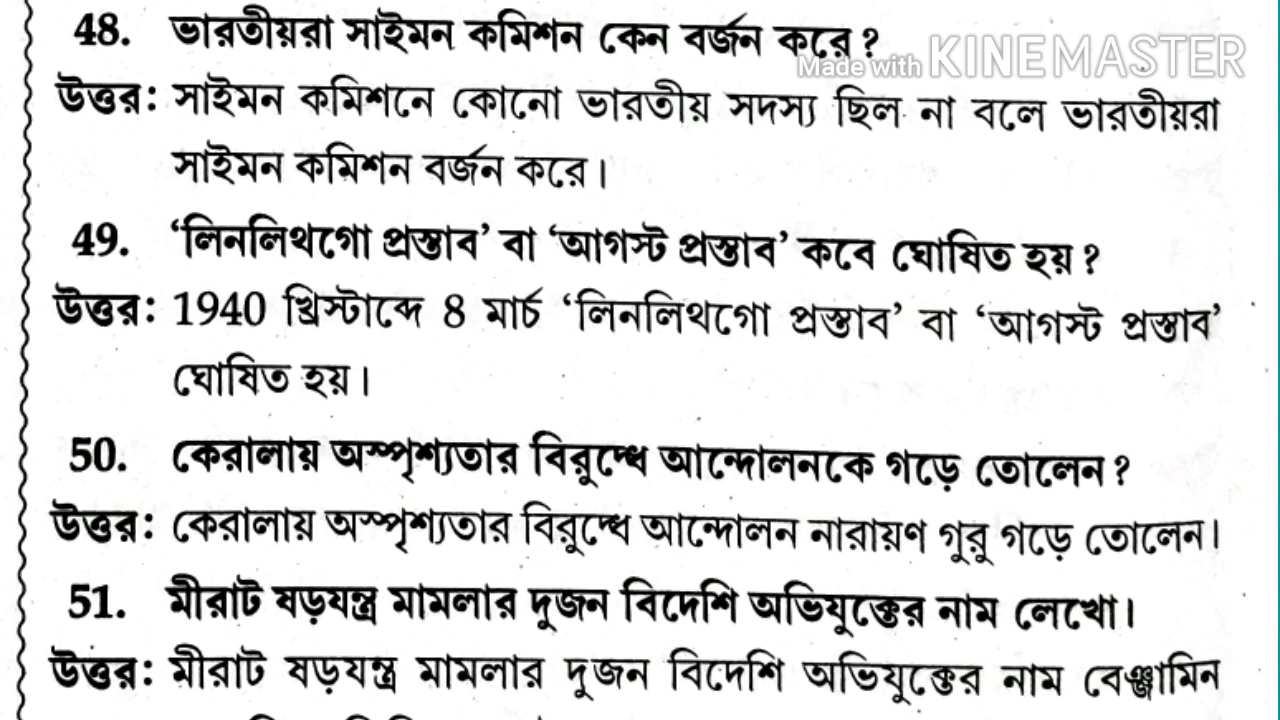 48. ভারতীয়রা সাইমন কমিশন কেন বর্জন করে ?
Made with KINEMASTER
উত্তর: সাইমন কমিশনে কোনো ভারতীয় সদস্য ছিল না বলে ভারতীয়রা
সাইমন কমিশন বর্জন করে।
49. ‘লিনলিথগো প্রস্তাব’ বা ‘আগস্ট প্রস্তাব’ কবে ঘোষিত হয় ?
উত্তর: 1940 খ্রিস্টাব্দে 8 মার্চ ‘লিনলিথগো প্রস্তাব’ বা ‘আগস্ট প্রস্তাব’
ঘোষিত হয়।
50. কেরালায় অস্পৃশ্যতার বিরুদ্ধে আন্দোলনকে গড়ে তোলেন ?
উত্তর: কেরালায় অস্পৃশ্যতার বিরুদ্ধে আন্দোলন নারায়ণ গুরু গড়ে তোলেন।
51. মীরাট ষড়যন্ত্র মামলার দুজন বিদেশি অভিযুক্তের নাম লেখো।
উত্তর: মীরাট ষড়যন্ত্র মামলার দুজন বিদেশি অভিযুক্তের নাম বেঞ্জামিন